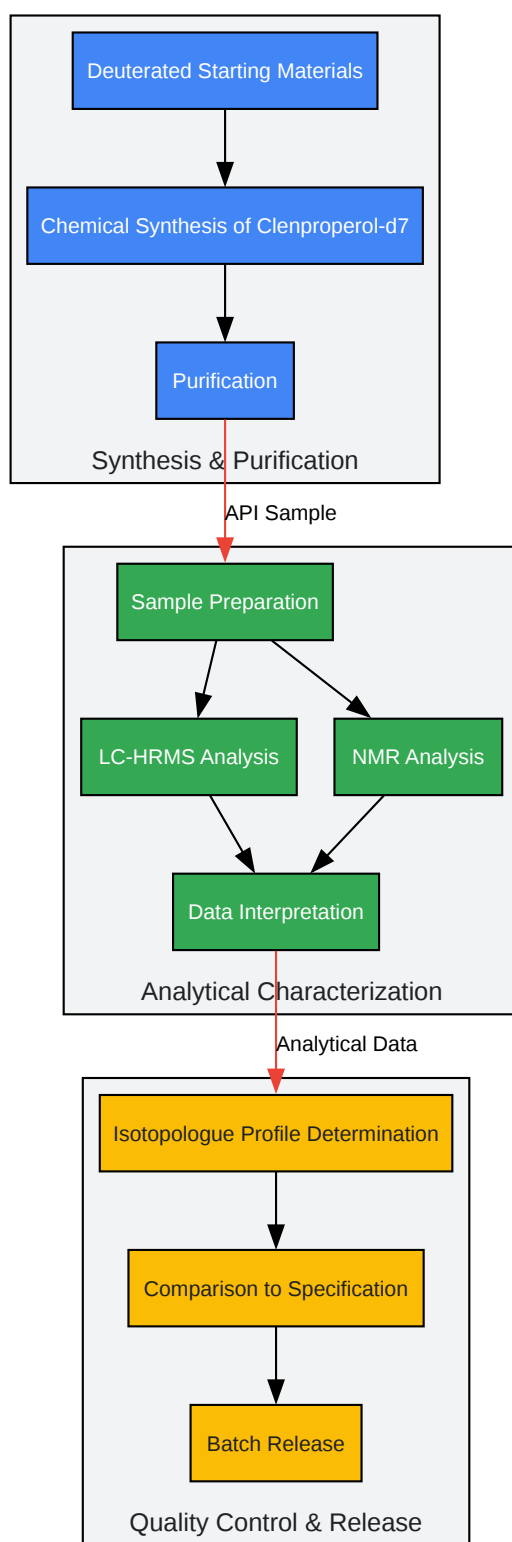 Deuterated Starting Materials
Chemical Synthesis of Clenproperol-d7
Purification
Synthesis & Purification
API Sample
Sample Preparation
LC-HRMS Analysis
NMR Analysis
Data Interpretation
Analytical Characterization
Analytical Data
Isotopologue Profile Determination
Comparison to Specification
Batch Release
Quality Control & Release